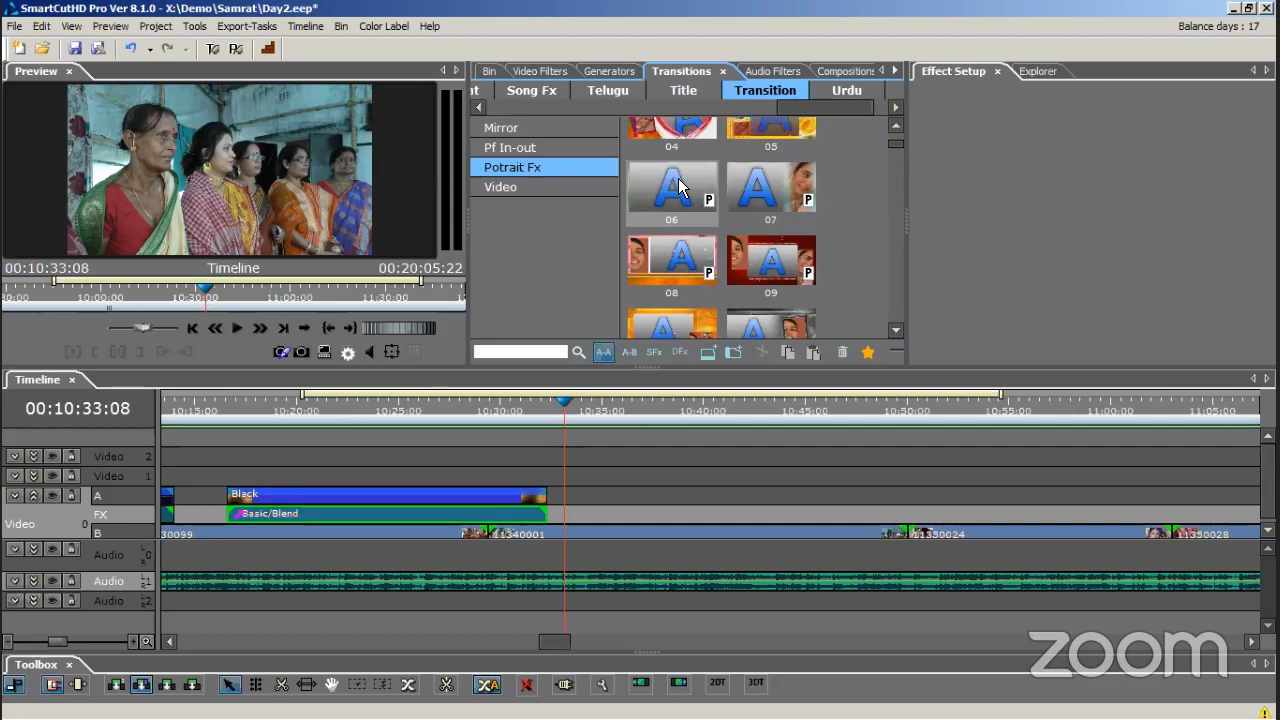 SmartCutHD Pro Ver 8.1.0 - X:\Demo\Samrat\Day2.eep*
File Edit View Preview Project Tools Export-Tasks Timeline Bin Color Label Help
Balance days : 17
Preview
00:10:33:08 Timeline 00:20:05:22
30:00 10:00:00 10:30:00 11:00:00 11:30:00 12
Bin Video Filters Generators Transitions Audio Filters Compositions
at Song Fx Telugu Title Transition Urdu
Mirror
Pf In-out
Potrait Fx
Video
04 05
A P A P
06 07
A P A P
08 09
A A
A-A A-B SFx DFx
Effect Setup Explorer
Timeline
00:10:33:08
10:15:00 10:20:00 10:25:00 10:30:00 10:35:00 10:40:00 10:45:00 10:50:00 10:55:00 11:00:00 11:05:00
Video 2
Video 1
A Black
FX Basic/Blend
Video 0
B 30099 11340001 11350024 11350028
Audio L R 0
Audio L R 1
Audio L R 2
zoom
Toolbox
XA 2DT 3DT